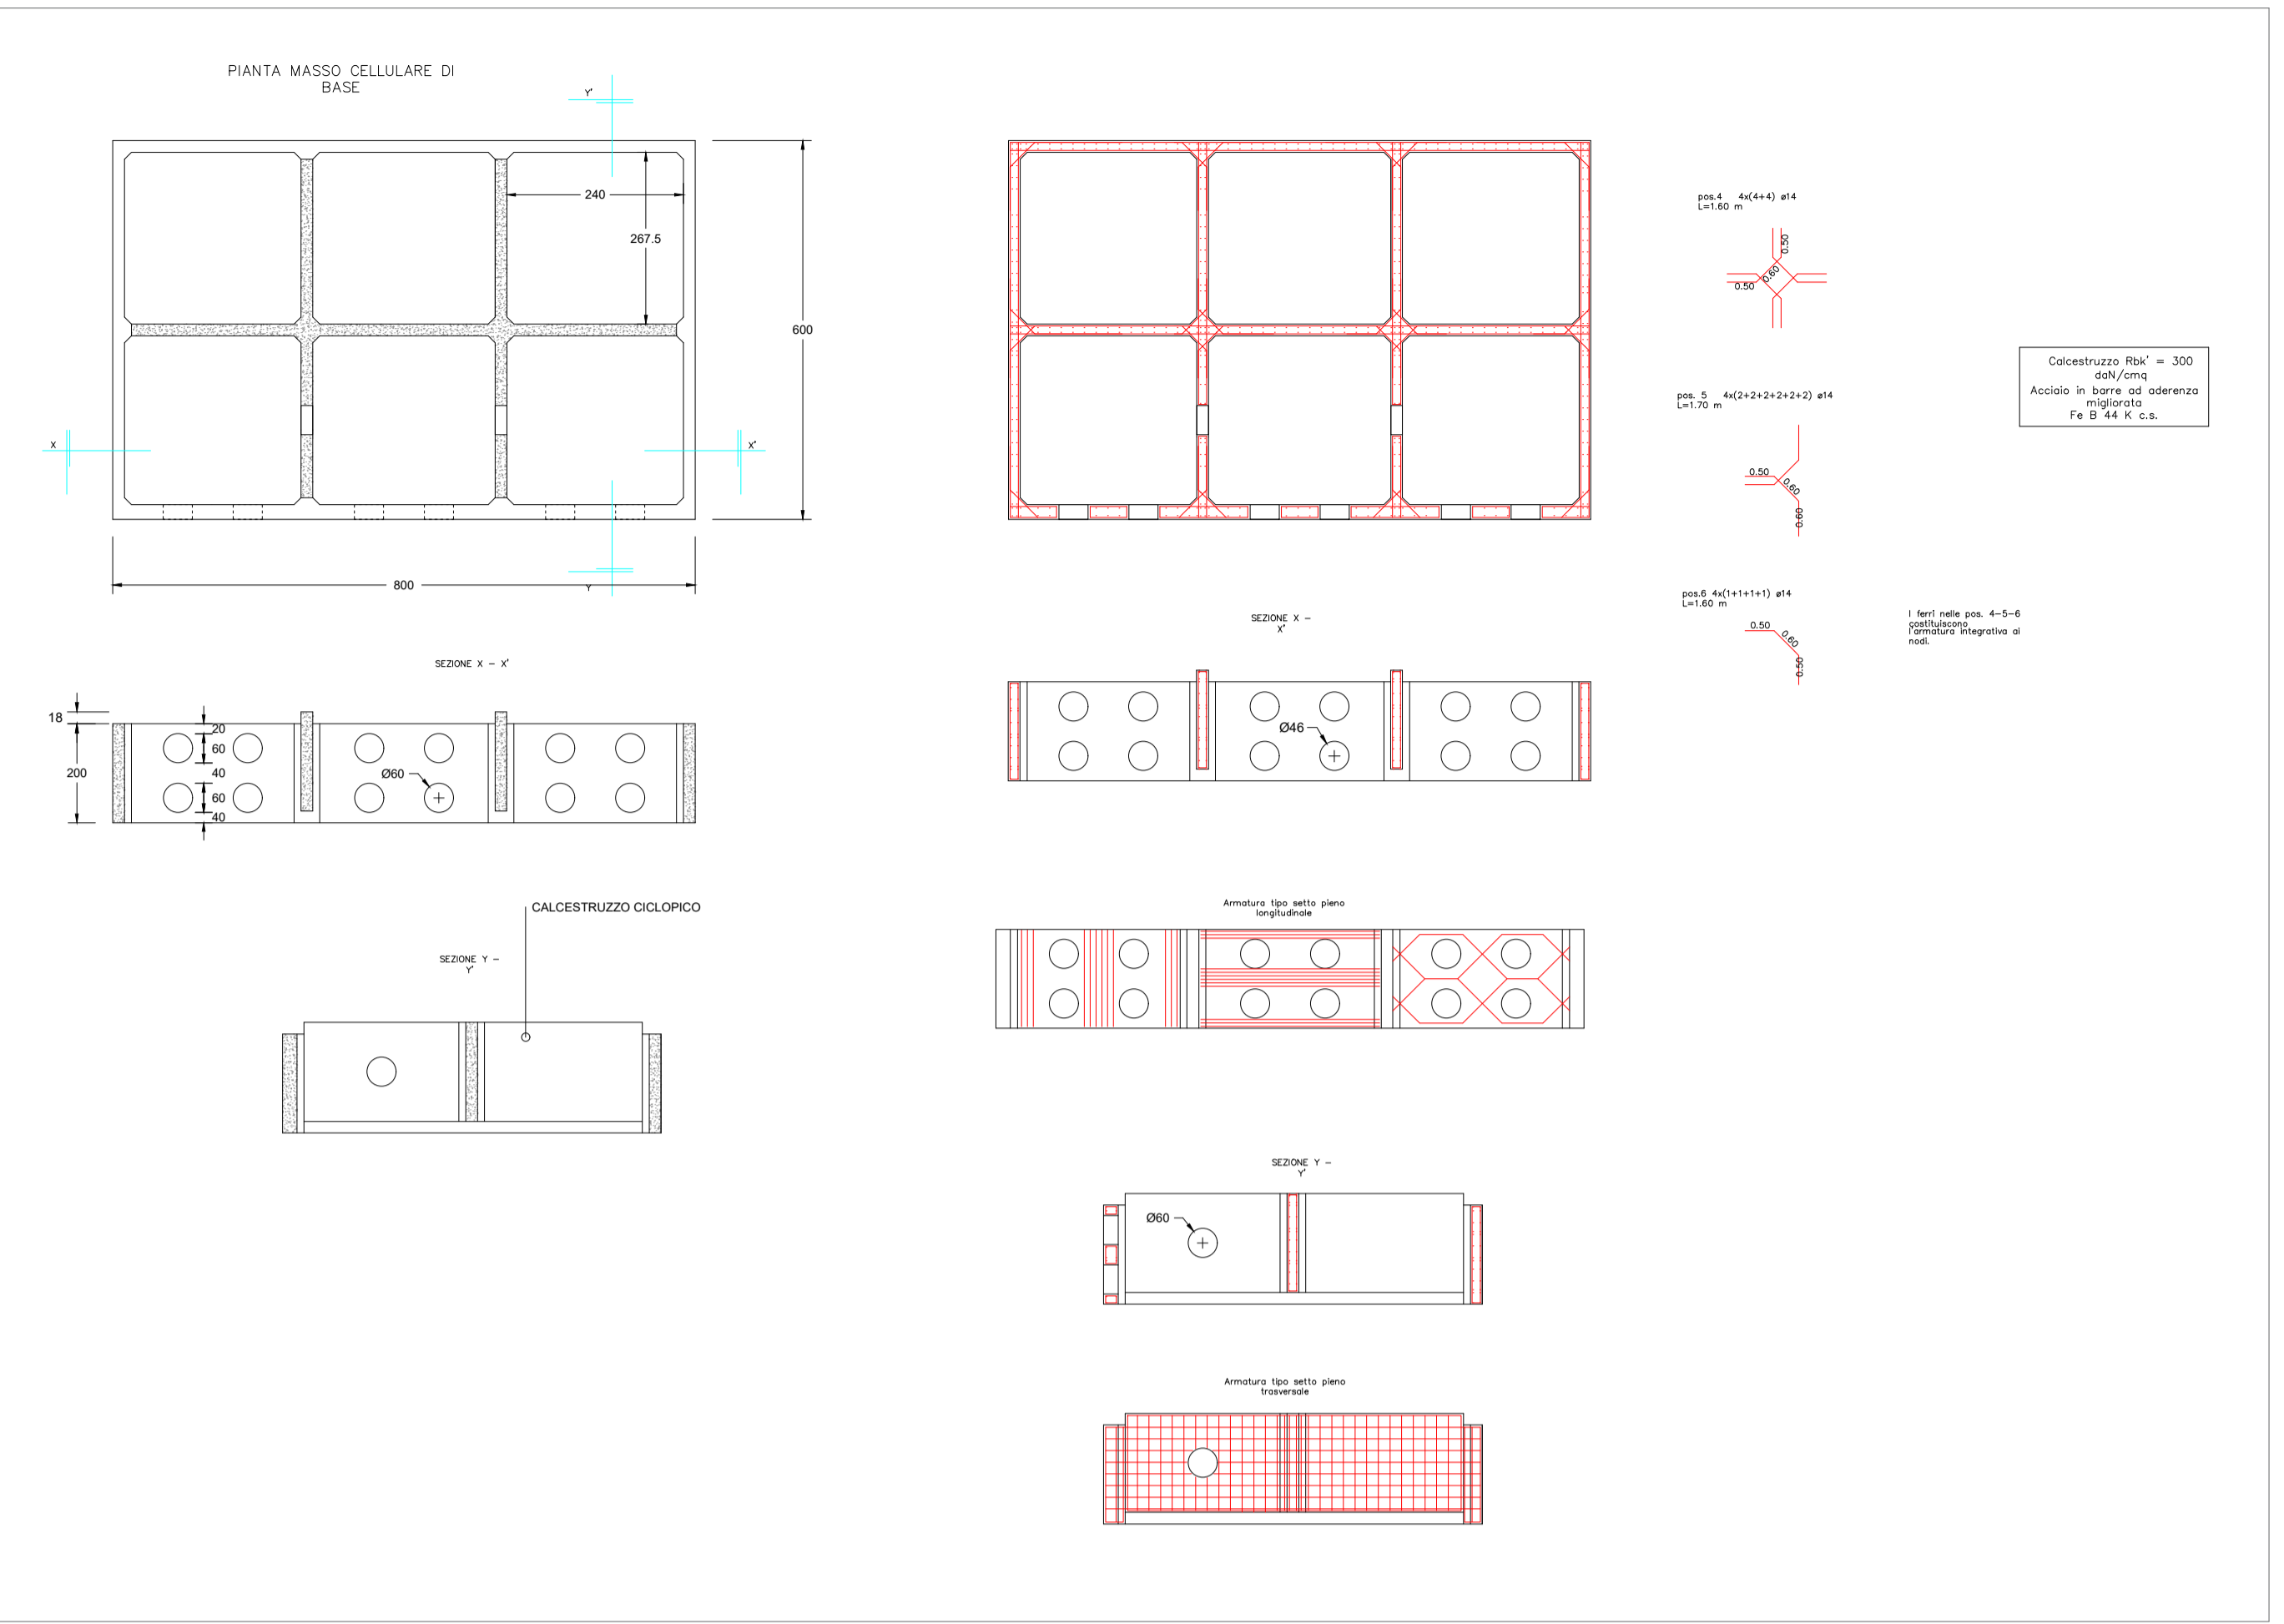 PIANTA MASSO CELLULARE DI
BASE
Y'
240
267.5
600
X
X'
800
Y
SEZIONE X - X'
18
200
20
60
40
60
40
Ø60
CALCESTRUZZO CICLOPICO
SEZIONE Y -
Y'
pos.4 4x(4+4) ø14
L=1.60 m
0.50
0.60
0.50
pos. 5 4x(2+2+2+2+2+2) ø14
L=1.70 m
0.50
0.60
0.60
pos.6 4x(1+1+1+1) ø14
L=1.60 m
0.50
0.60
0.50
Calcestruzzo Rbk' = 300
daN/cmq
Acciaio in barre ad aderenza
migliorata
Fe B 44 K c.s.
I ferri nelle pos. 4-5-6
costituiscono
l'armatura integrativa ai
nodi.
SEZIONE X -
X'
Ø46
Armatura tipo setto pieno
longitudinale
SEZIONE Y -
Y'
Ø60
Armatura tipo setto pieno
trasversale